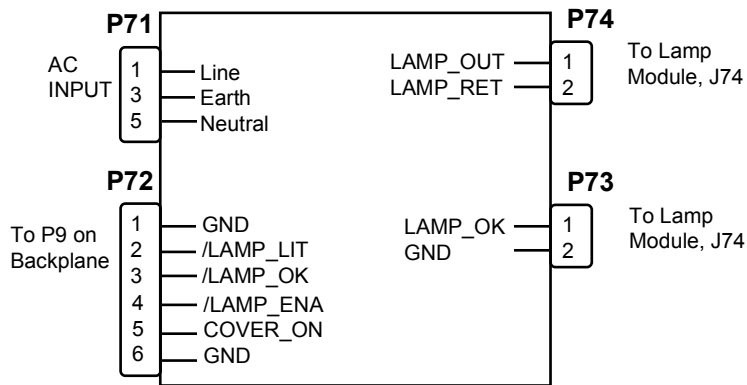 P71
AC
INPUT
1 Line
3 Earth
5 Neutral
P72
To P9 on
Backplane
1 GND
2 /LAMP_LIT
3 /LAMP_OK
4 /LAMP_ENA
5 COVER_ON
6 GND
P74
LAMP_OUT 1
LAMP_RET 2
To Lamp
Module, J74
P73
LAMP_OK 1
GND 2
To Lamp
Module, J74